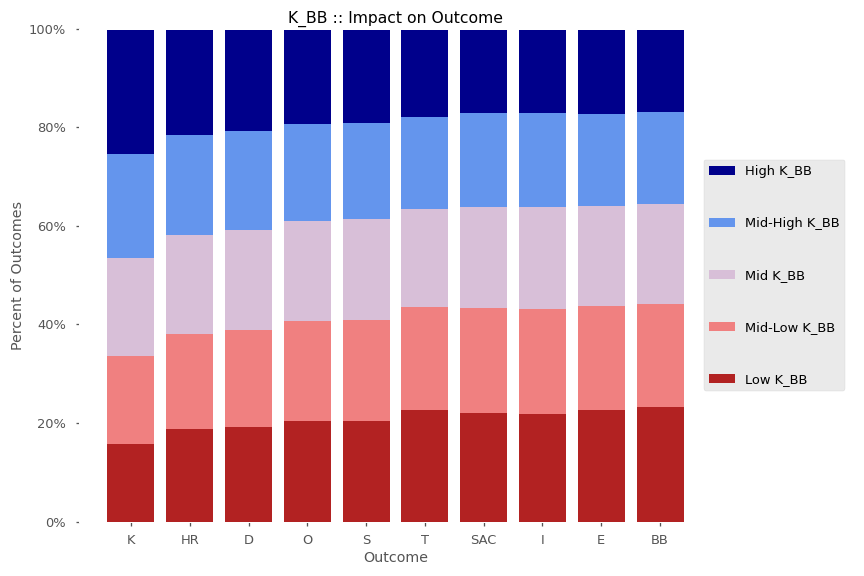 K_BB :: Impact on Outcome
100%
80%
60%
40%
20%
0%
Percent of Outcomes
K HR D O S T SAC I E BB
Outcome
High K_BB
Mid-High K_BB
Mid K_BB
Mid-Low K_BB
Low K_BB